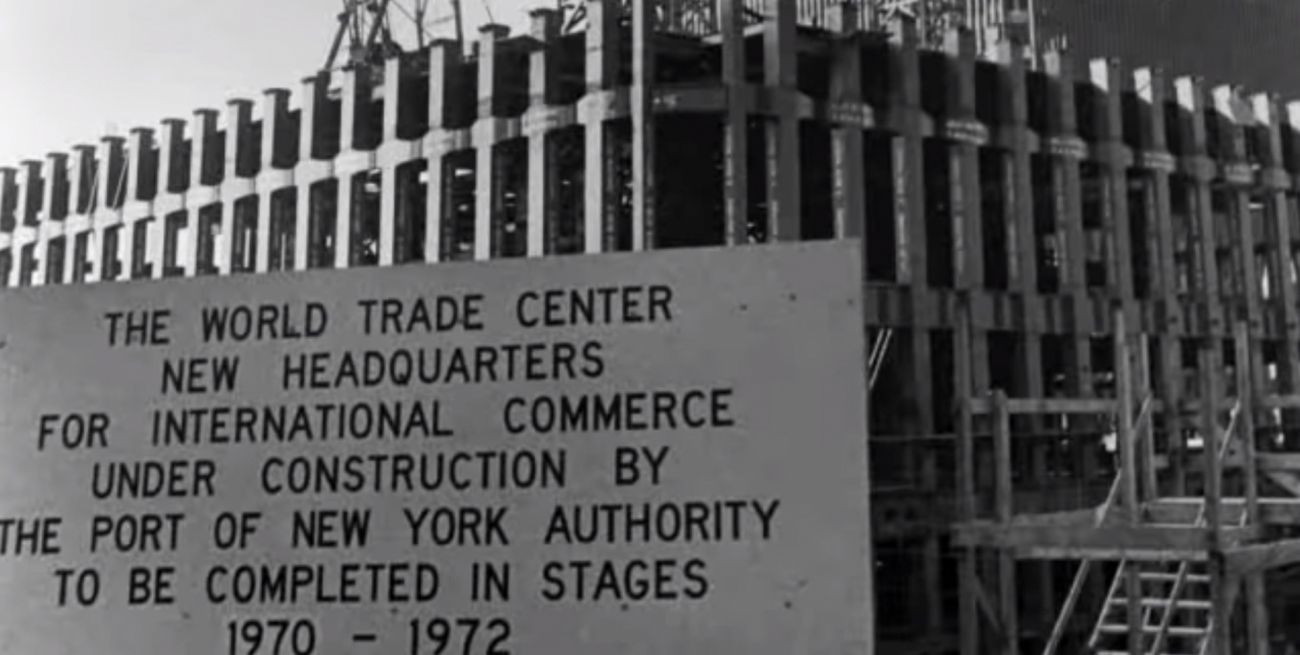 THE WORLD TRADE CENTER
NEW HEADQUARTERS
FOR INTERNATIONAL COMMERCE
UNDER CONSTRUCTION BY
THE PORT OF NEW YORK AUTHORITY
TO BE COMPLETED IN STAGES
1970 - 1972